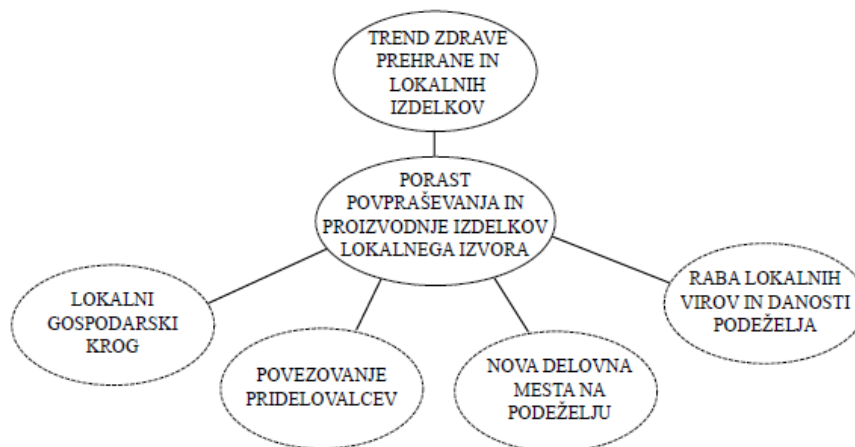 TREND ZDRAVE
PREHRANE IN
LOKALNIH
IZDELKOV
PORAST
POVPRAŠEVANJA IN
PROIZVODNJE IZDELKOV
LOKALNEGA IZVORA
LOKALNI
GOSPODARSKI
KROG
POVEZOVANJE
PRIDELOVALCEV
NOVA DELOVNA
MESTA NA
PODEŽELJU
RABA LOKALNIH
VIROV IN DANOSTI
PODEŽELJA